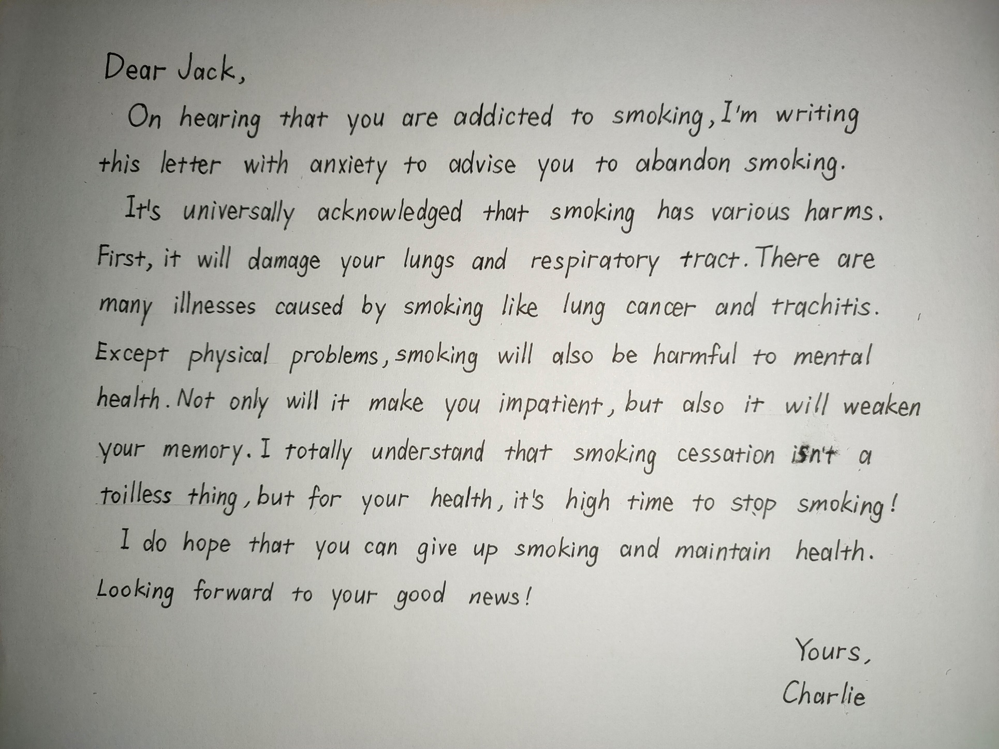 Dear Jack,
On hearing that you are addicted to smoking, I'm writing
this letter with anxiety to advise you to abandon smoking.
It's universally acknowledged that smoking has various harms.
First, it will damage your lungs and respiratory tract. There are
many illnesses caused by smoking like lung cancer and trachitis.
Except physical problems, smoking will also be harmful to mental
health. Not only will it make you impatient, but also it will weaken
your memory. I totally understand that smoking cessation isn't a
toilless thing, but for your health, it's high time to stop smoking!
I do hope that you can give up smoking and maintain health.
Looking forward to your good news!
Yours,
Charlie